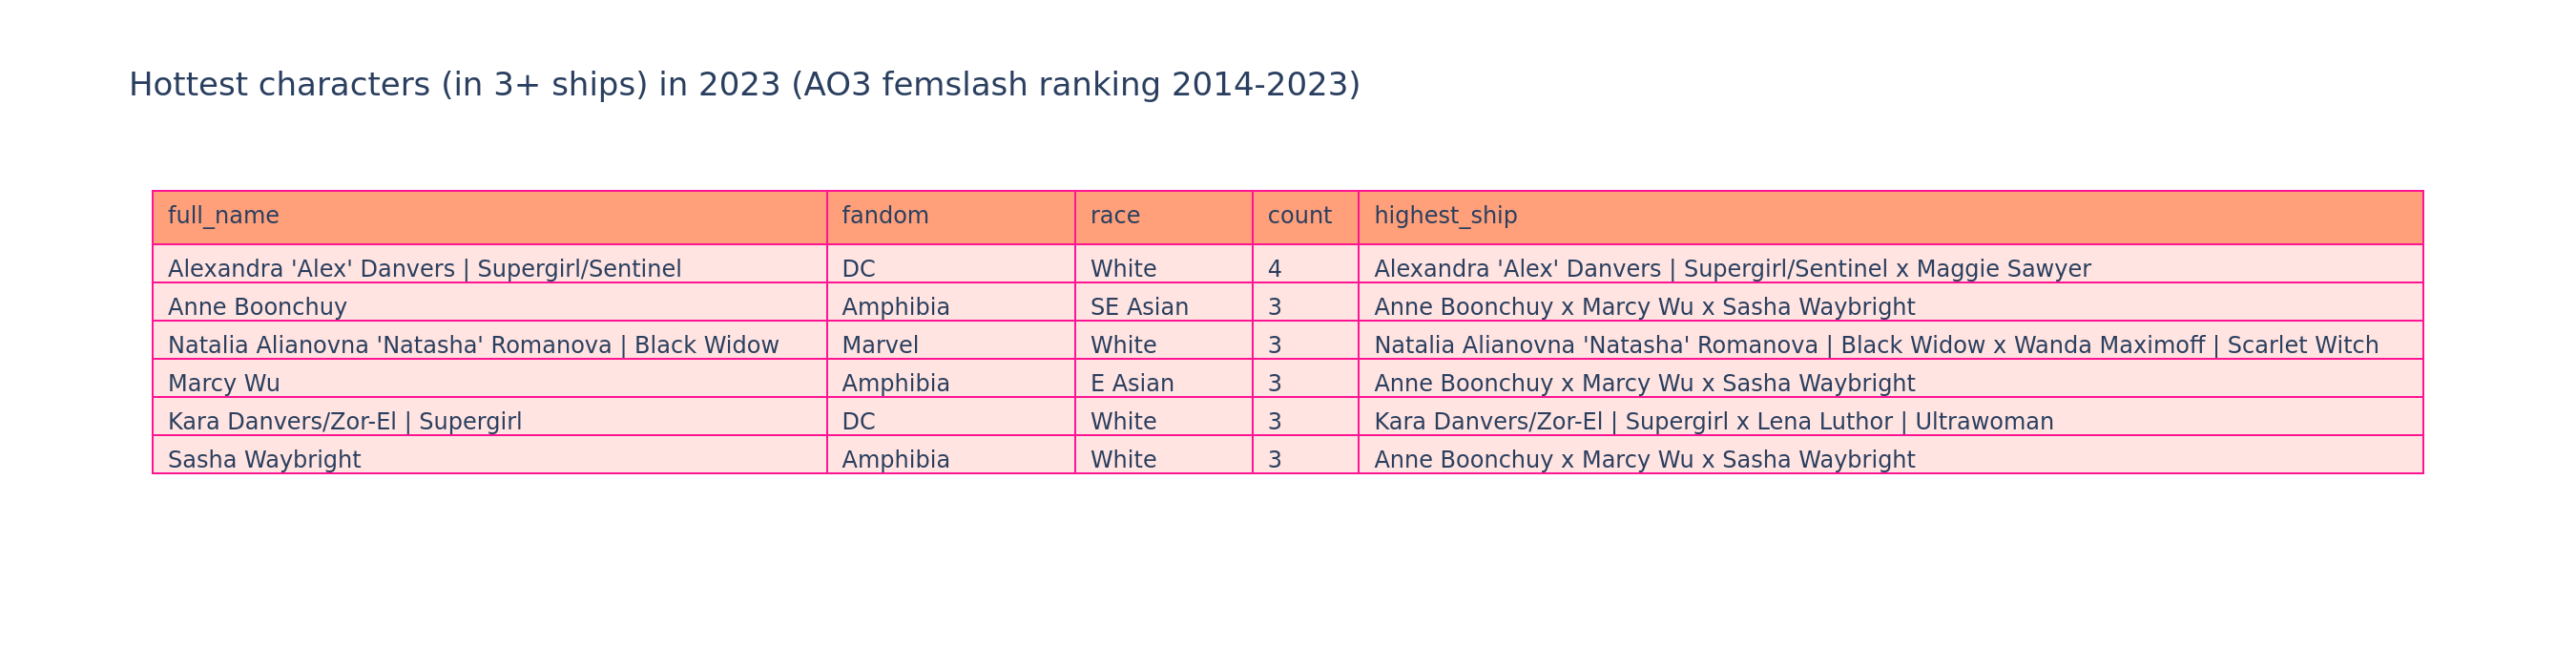 Hottest characters (in 3+ ships) in 2023 (AO3 femslash ranking 2014-2023)
full_name fandom race count highest_ship
Alexandra 'Alex' Danvers | Supergirl/Sentinel DC White 4 Alexandra 'Alex' Danvers | Supergirl/Sentinel x Maggie Sawyer
Anne Boonchuy Amphibia SE Asian 3 Anne Boonchuy x Marcy Wu x Sasha Waybright
Natalia Alianovna 'Natasha' Romanova | Black Widow Marvel White 3 Natalia Alianovna 'Natasha' Romanova | Black Widow x Wanda Maximoff | Scarlet Witch
Marcy Wu Amphibia E Asian 3 Anne Boonchuy x Marcy Wu x Sasha Waybright
Kara Danvers/Zor-El | Supergirl DC White 3 Kara Danvers/Zor-El | Supergirl x Lena Luthor | Ultrawoman
Sasha Waybright Amphibia White 3 Anne Boonchuy x Marcy Wu x Sasha Waybright